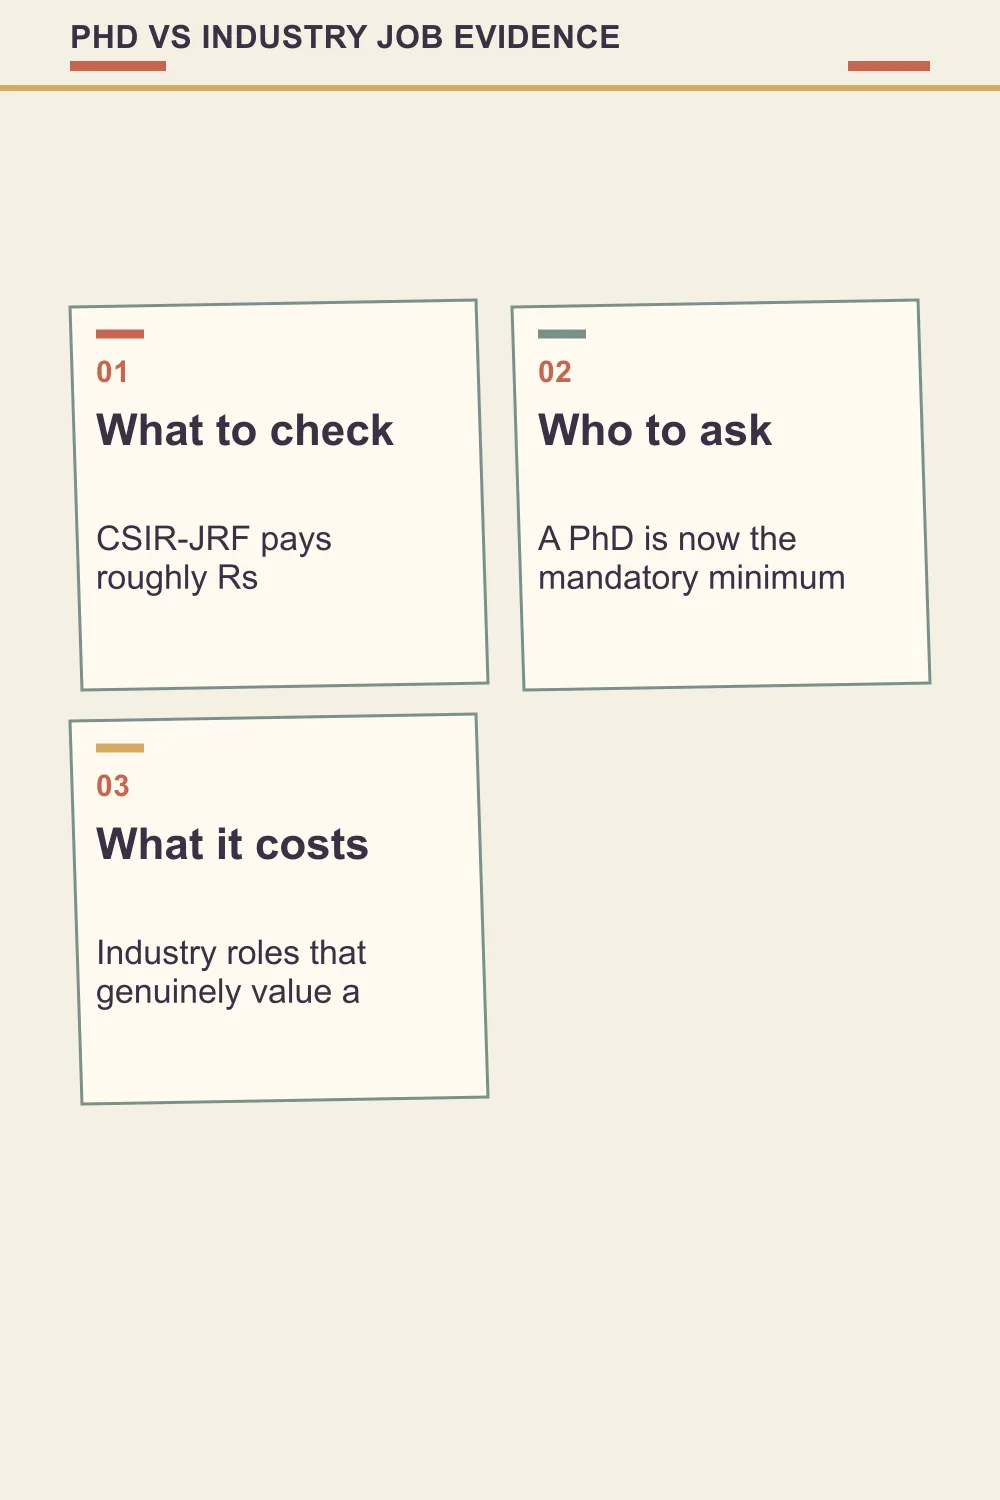 PHD VS INDUSTRY JOB EVIDENCE
01
What to check
CSIR-JRF pays
roughly Rs
02
Who to ask
A PhD is now the
mandatory minimum
03
What it costs
Industry roles that
genuinely value a